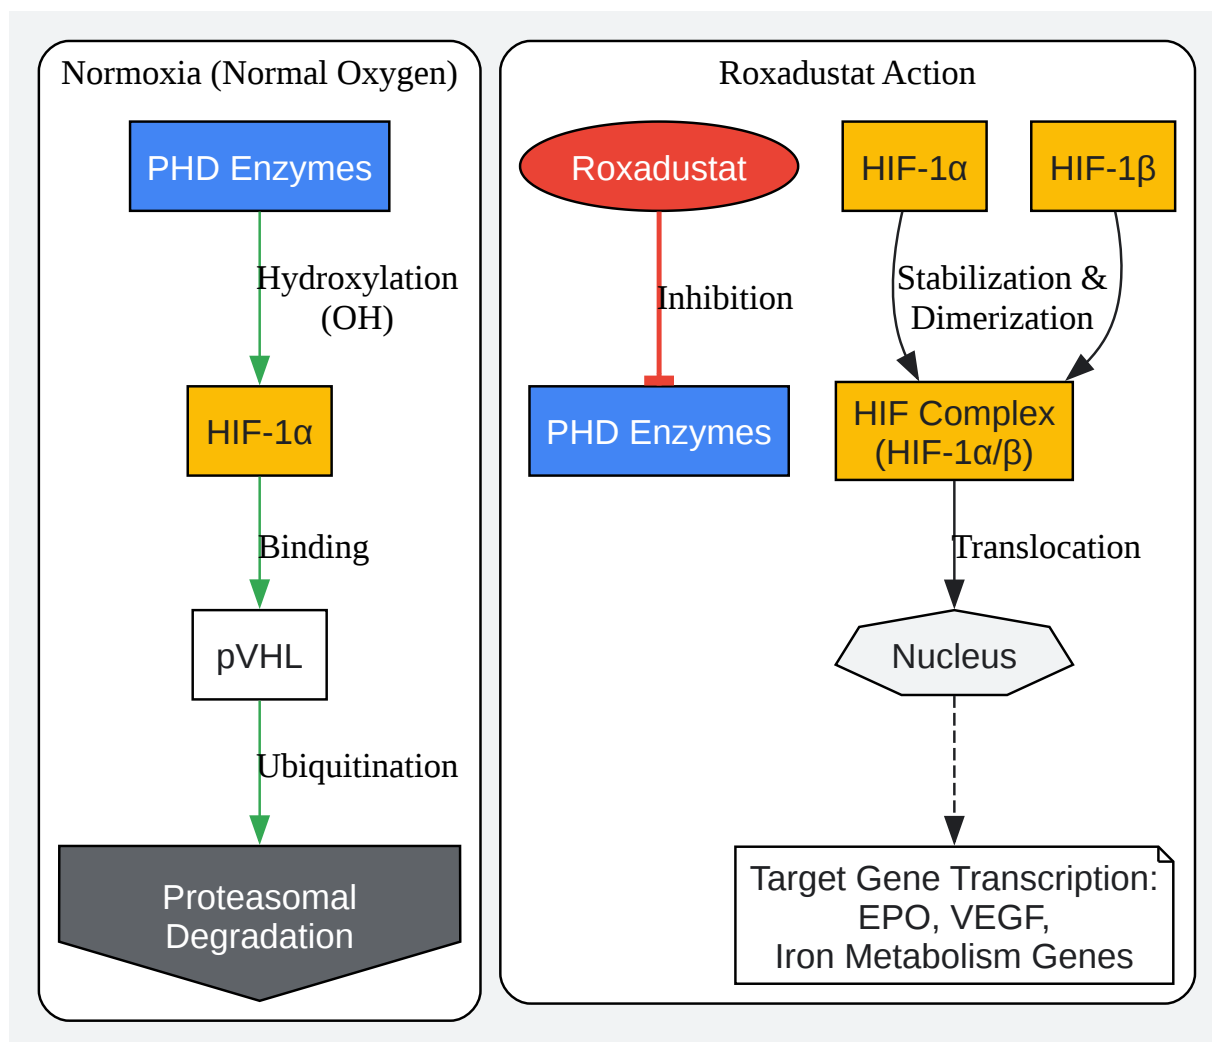 Normoxia (Normal Oxygen)
PHD Enzymes
Hydroxylation
(OH)
HIF-1α
Binding
pVHL
Ubiquitination
Proteasomal
Degradation
Roxadustat Action
Roxadustat
Inhibition
PHD Enzymes
HIF-1α
HIF-1β
Stabilization &
Dimerization
HIF Complex
(HIF-1α/β)
Translocation
Nucleus
Target Gene Transcription:
EPO, VEGF,
Iron Metabolism Genes